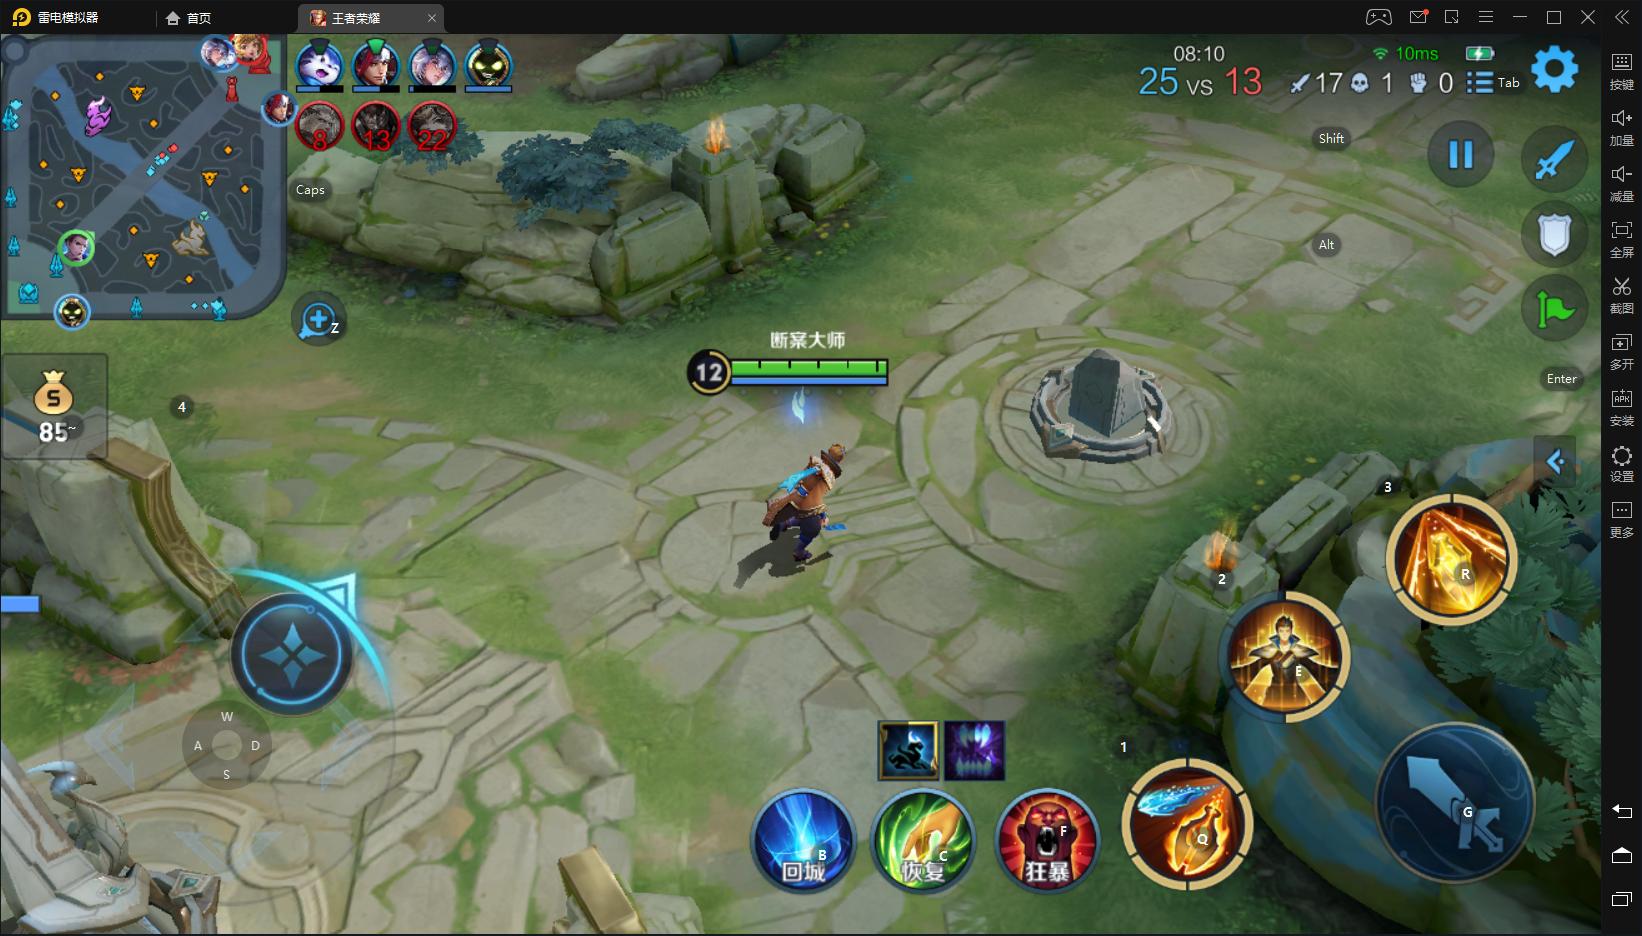 雷电模拟器
首页
王者荣耀
08:10
10ms
25 vs 13
17 1 0
Tab
8
13
22
Caps
Shift
Alt
Z
Enter
断案大师
12
S
85~
4
3
R
2
E
1
W
A
D
S
Q
G
B
回城
C
恢复
F
狂暴
按键
加量
减量
全屏
截图
多开
APK
安装
设置
更多